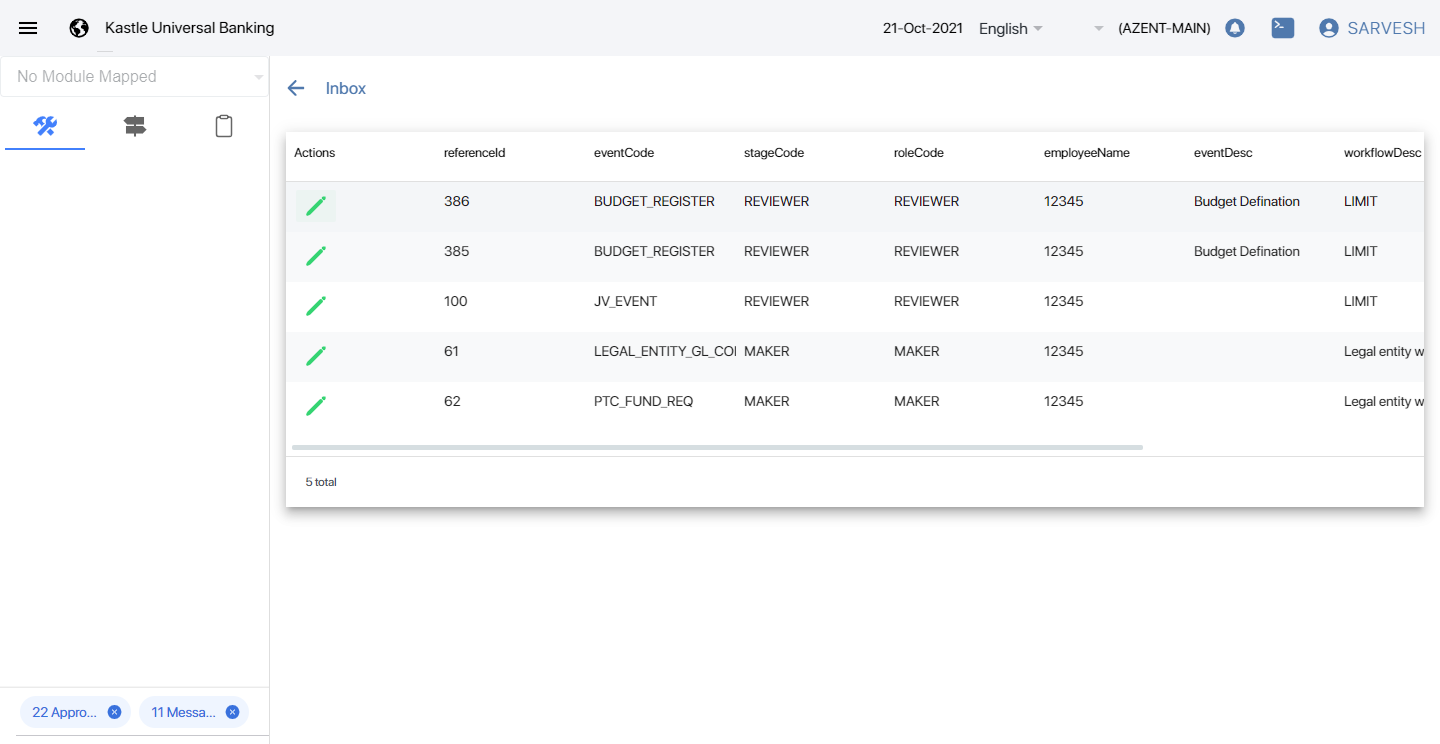 Kastle Universal Banking 21-Oct-2021 English (AZENT-MAIN) SARVESH
No Module Mapped
Inbox
Actions referenceId eventCode stageCode roleCode employeeName eventDesc workflowDesc
386 BUDGET_REGISTER REVIEWER REVIEWER 12345 Budget Defination LIMIT
385 BUDGET_REGISTER REVIEWER REVIEWER 12345 Budget Defination LIMIT
100 JV_EVENT REVIEWER REVIEWER 12345 LIMIT
61 LEGAL_ENTITY_GL_CO MAKER MAKER 12345 Legal entity w
62 PTC_FUND_REQ MAKER MAKER 12345 Legal entity w
5 total
22 Appro... 11 Messa...